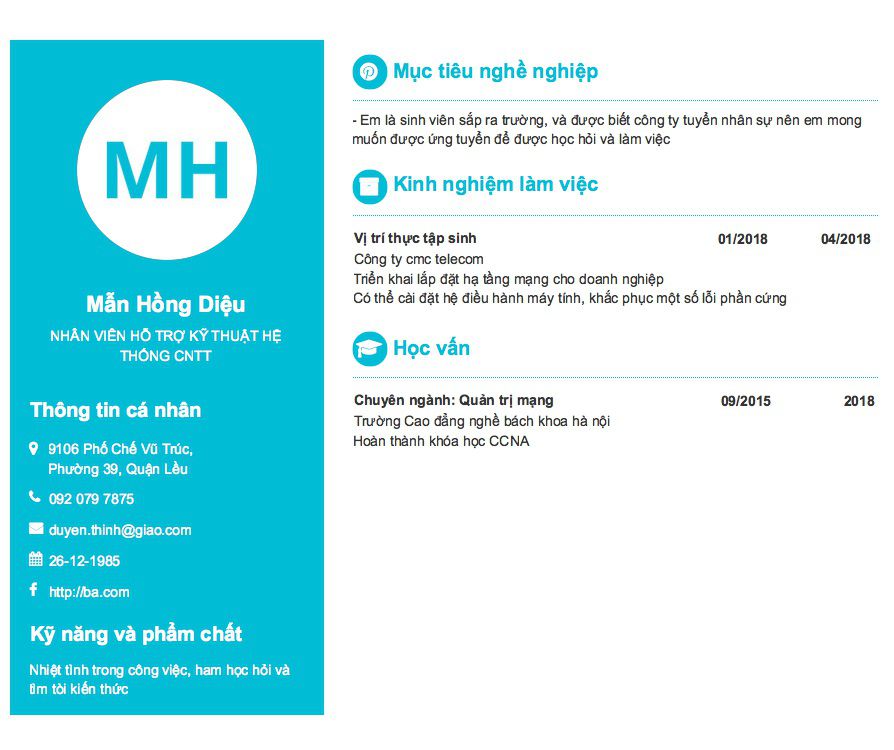 MH
Mẫn Hồng Diệu
NHÂN VIÊN HỖ TRỢ KỸ THUẬT HỆ
THỐNG CNTT
Thông tin cá nhân
9106 Phố Chế Vũ Trúc,
Phường 39, Quận Lều
092 079 7875
duyen.thinh@giao.com
26-12-1985
http://ba.com
Kỹ năng và phẩm chất
Nhiệt tình trong công việc, ham học hỏi và
tìm tòi kiến thức
Mục tiêu nghề nghiệp
- Em là sinh viên sắp ra trường, và được biết công ty tuyển nhân sự nên em mong
muốn được ứng tuyển để được học hỏi và làm việc
Kinh nghiệm làm việc
Vị trí thực tập sinh 01/2018 04/2018
Công ty cmc telecom
Triển khai lắp đặt hạ tầng mạng cho doanh nghiệp
Có thể cài đặt hệ điều hành máy tính, khắc phục một số lỗi phần cứng
Học vấn
Chuyên ngành: Quản trị mạng 09/2015 2018
Trường Cao đẳng nghề bách khoa hà nội
Hoàn thành khóa học CCNA